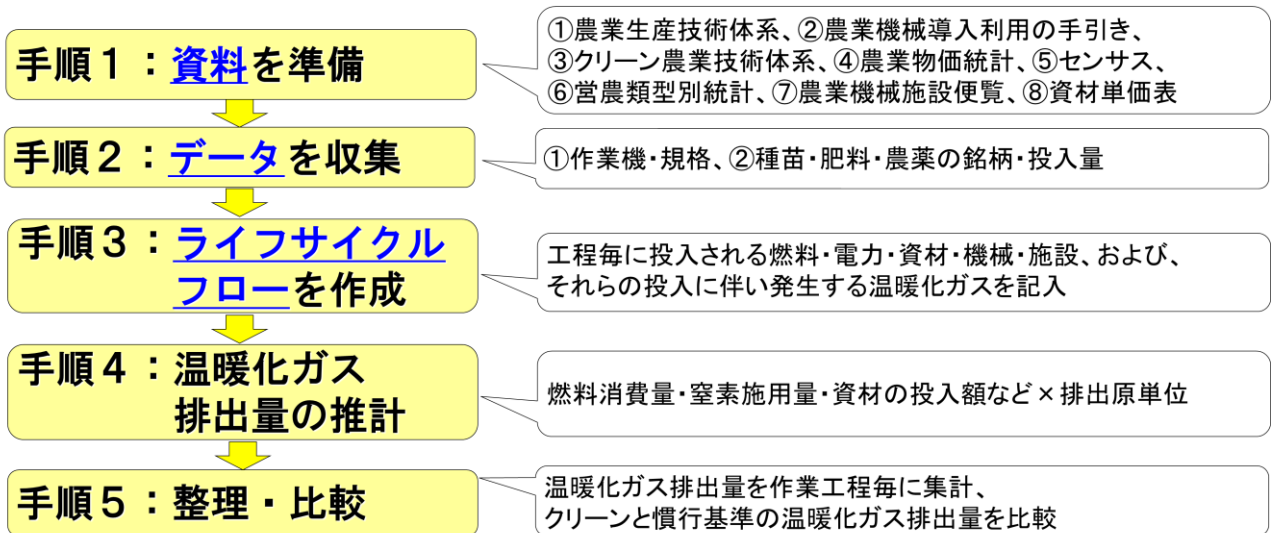 手順１：資料を準備
①農業生産技術体系、②農業機械導入利用の手引き、
③クリーン農業技術体系、④農業物価統計、⑤センサス、
⑥営農類型別統計、⑦農業機械施設便覧、⑧資材単価表
手順２：データを収集
①作業機・規格、②種苗・肥料・農薬の銘柄・投入量
手順３：ライフサイクル
フローを作成
工程毎に投入される燃料・電力・資材・機械・施設、および、
それらの投入に伴い発生する温暖化ガスを記入
手順４：温暖化ガス
排出量の推計
燃料消費量・窒素施用量・資材の投入額など×排出原単位
手順５：整理・比較
温暖化ガス排出量を作業工程毎に集計、
クリーンと慣行基準の温暖化ガス排出量を比較